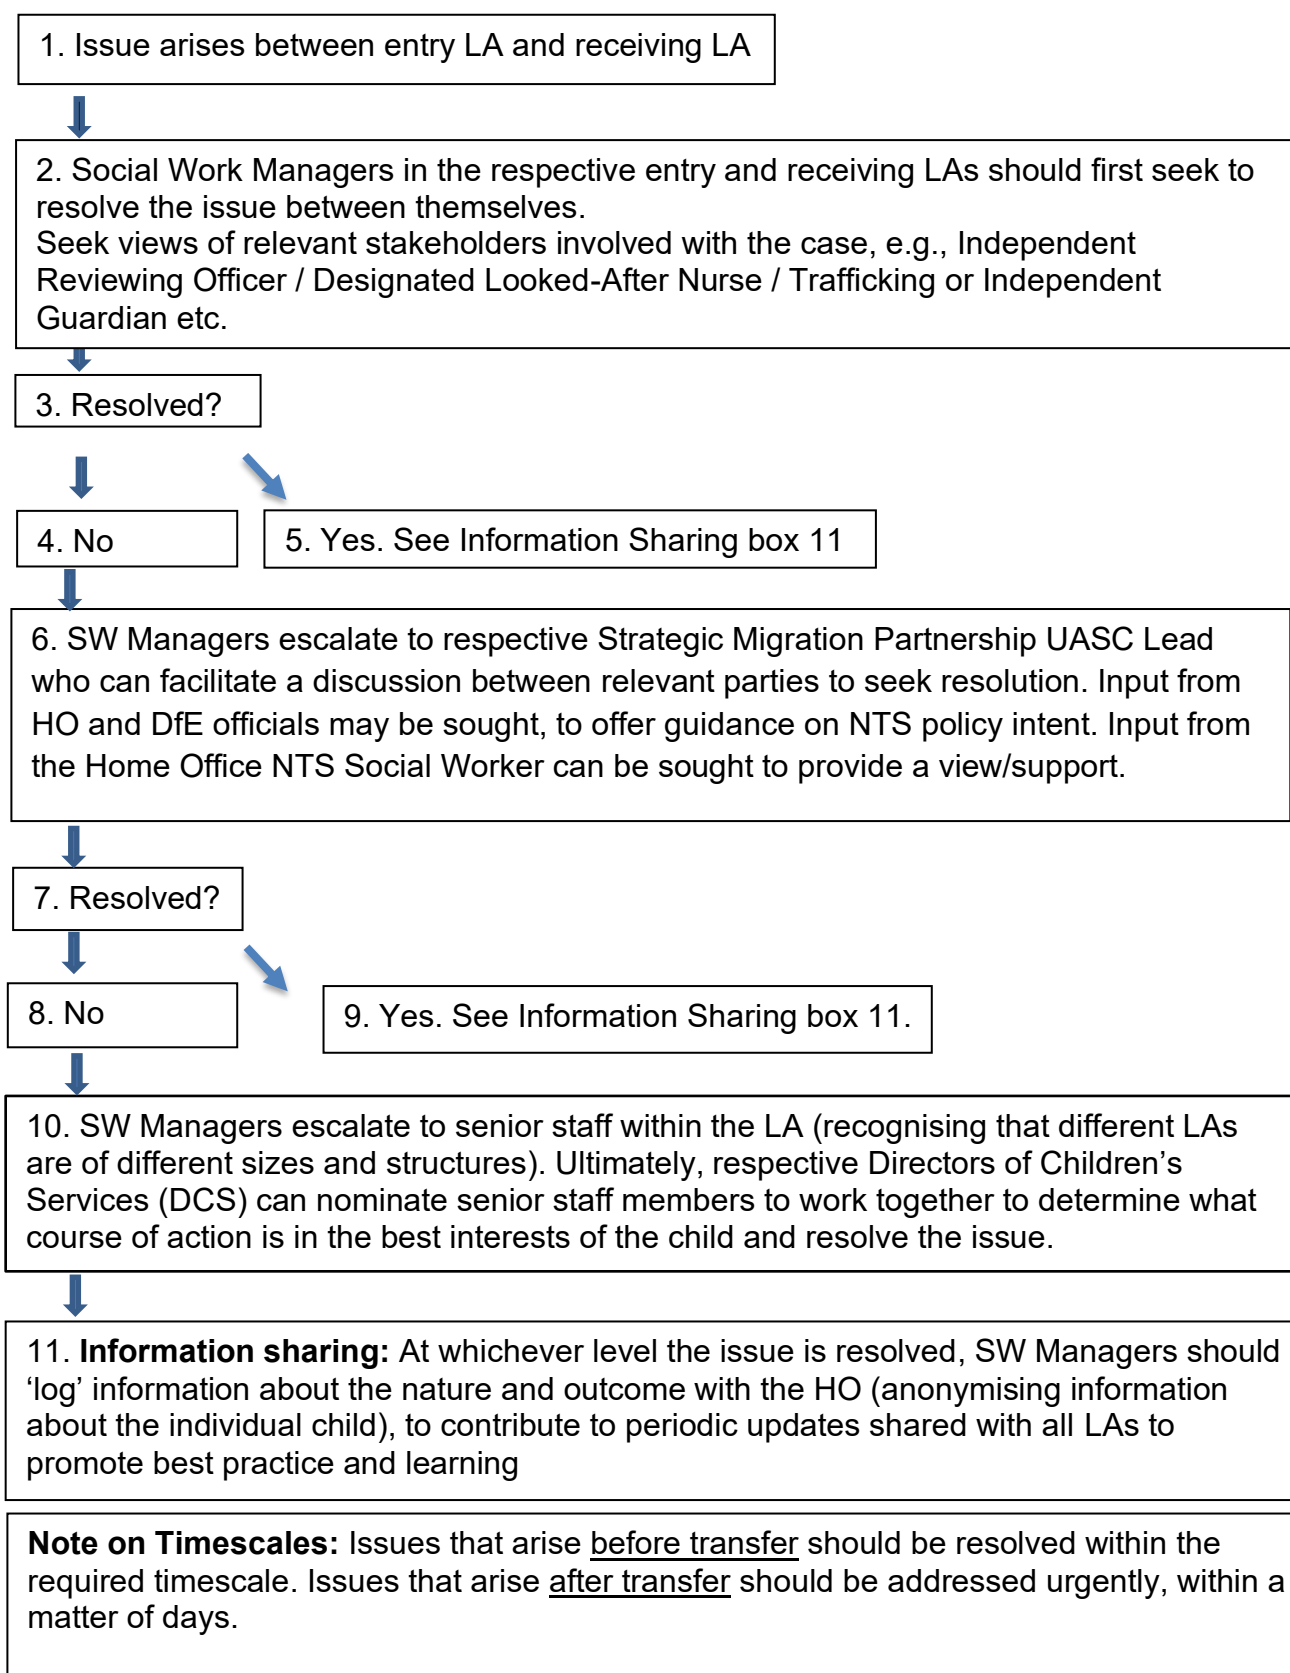 1. Issue arises between entry LA and receiving LA
2. Social Work Managers in the respective entry and receiving LAs should first seek to
resolve the issue between themselves.
Seek views of relevant stakeholders involved with the case, e.g., Independent
Reviewing Officer / Designated Looked-After Nurse / Trafficking or Independent
Guardian etc.
3. Resolved?
4. No
5. Yes. See Information Sharing box 11
6. SW Managers escalate to respective Strategic Migration Partnership UASC Lead
who can facilitate a discussion between relevant parties to seek resolution. Input from
HO and DfE officials may be sought, to offer guidance on NTS policy intent. Input from
the Home Office NTS Social Worker can be sought to provide a view/support.
7. Resolved?
8. No
9. Yes. See Information Sharing box 11.
10. SW Managers escalate to senior staff within the LA (recognising that different LAs
are of different sizes and structures). Ultimately, respective Directors of Children’s
Services (DCS) can nominate senior staff members to work together to determine what
course of action is in the best interests of the child and resolve the issue.
11. Information sharing: At whichever level the issue is resolved, SW Managers should
‘log’ information about the nature and outcome with the HO (anonymising information
about the individual child), to contribute to periodic updates shared with all LAs to
promote best practice and learning
Note on Timescales: Issues that arise before transfer should be resolved within the
required timescale. Issues that arise after transfer should be addressed urgently, within a
matter of days.